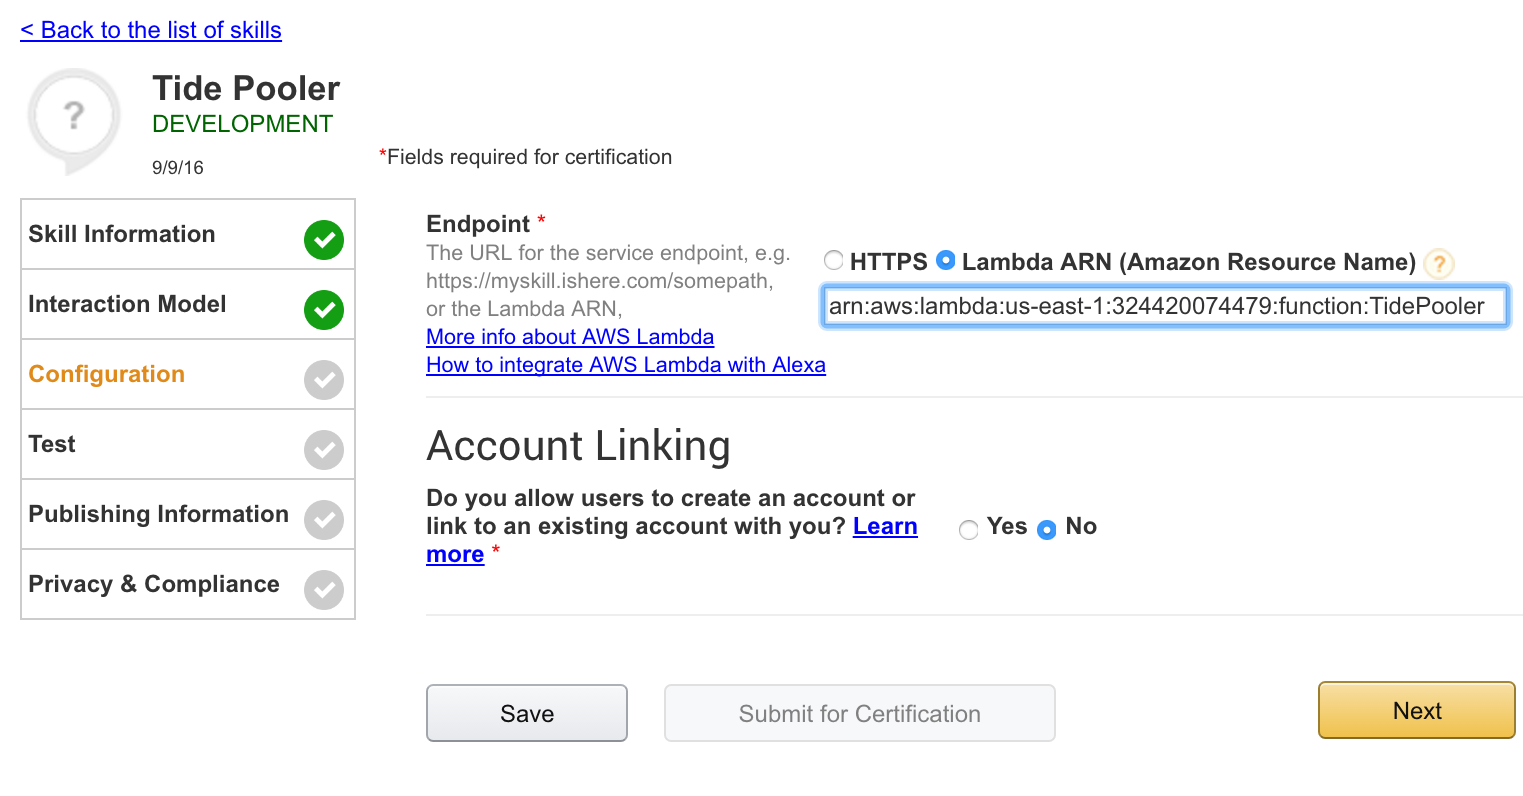 < Back to the list of skills
?
Tide Pooler
DEVELOPMENT
9/9/16
*Fields required for certification
Skill Information
Interaction Model
Configuration
Test
Publishing Information
Privacy & Compliance
Endpoint *
The URL for the service endpoint, e.g.
https://myskill.ishere.com/somepath,
or the Lambda ARN,
More info about AWS Lambda
How to integrate AWS Lambda with Alexa
HTTPS Lambda ARN (Amazon Resource Name) ?
arn:aws:lambda:us-east-1:324420074479:function:TidePooler
Account Linking
Do you allow users to create an account or
link to an existing account with you? Learn
more *
Yes No
Save
Submit for Certification
Next